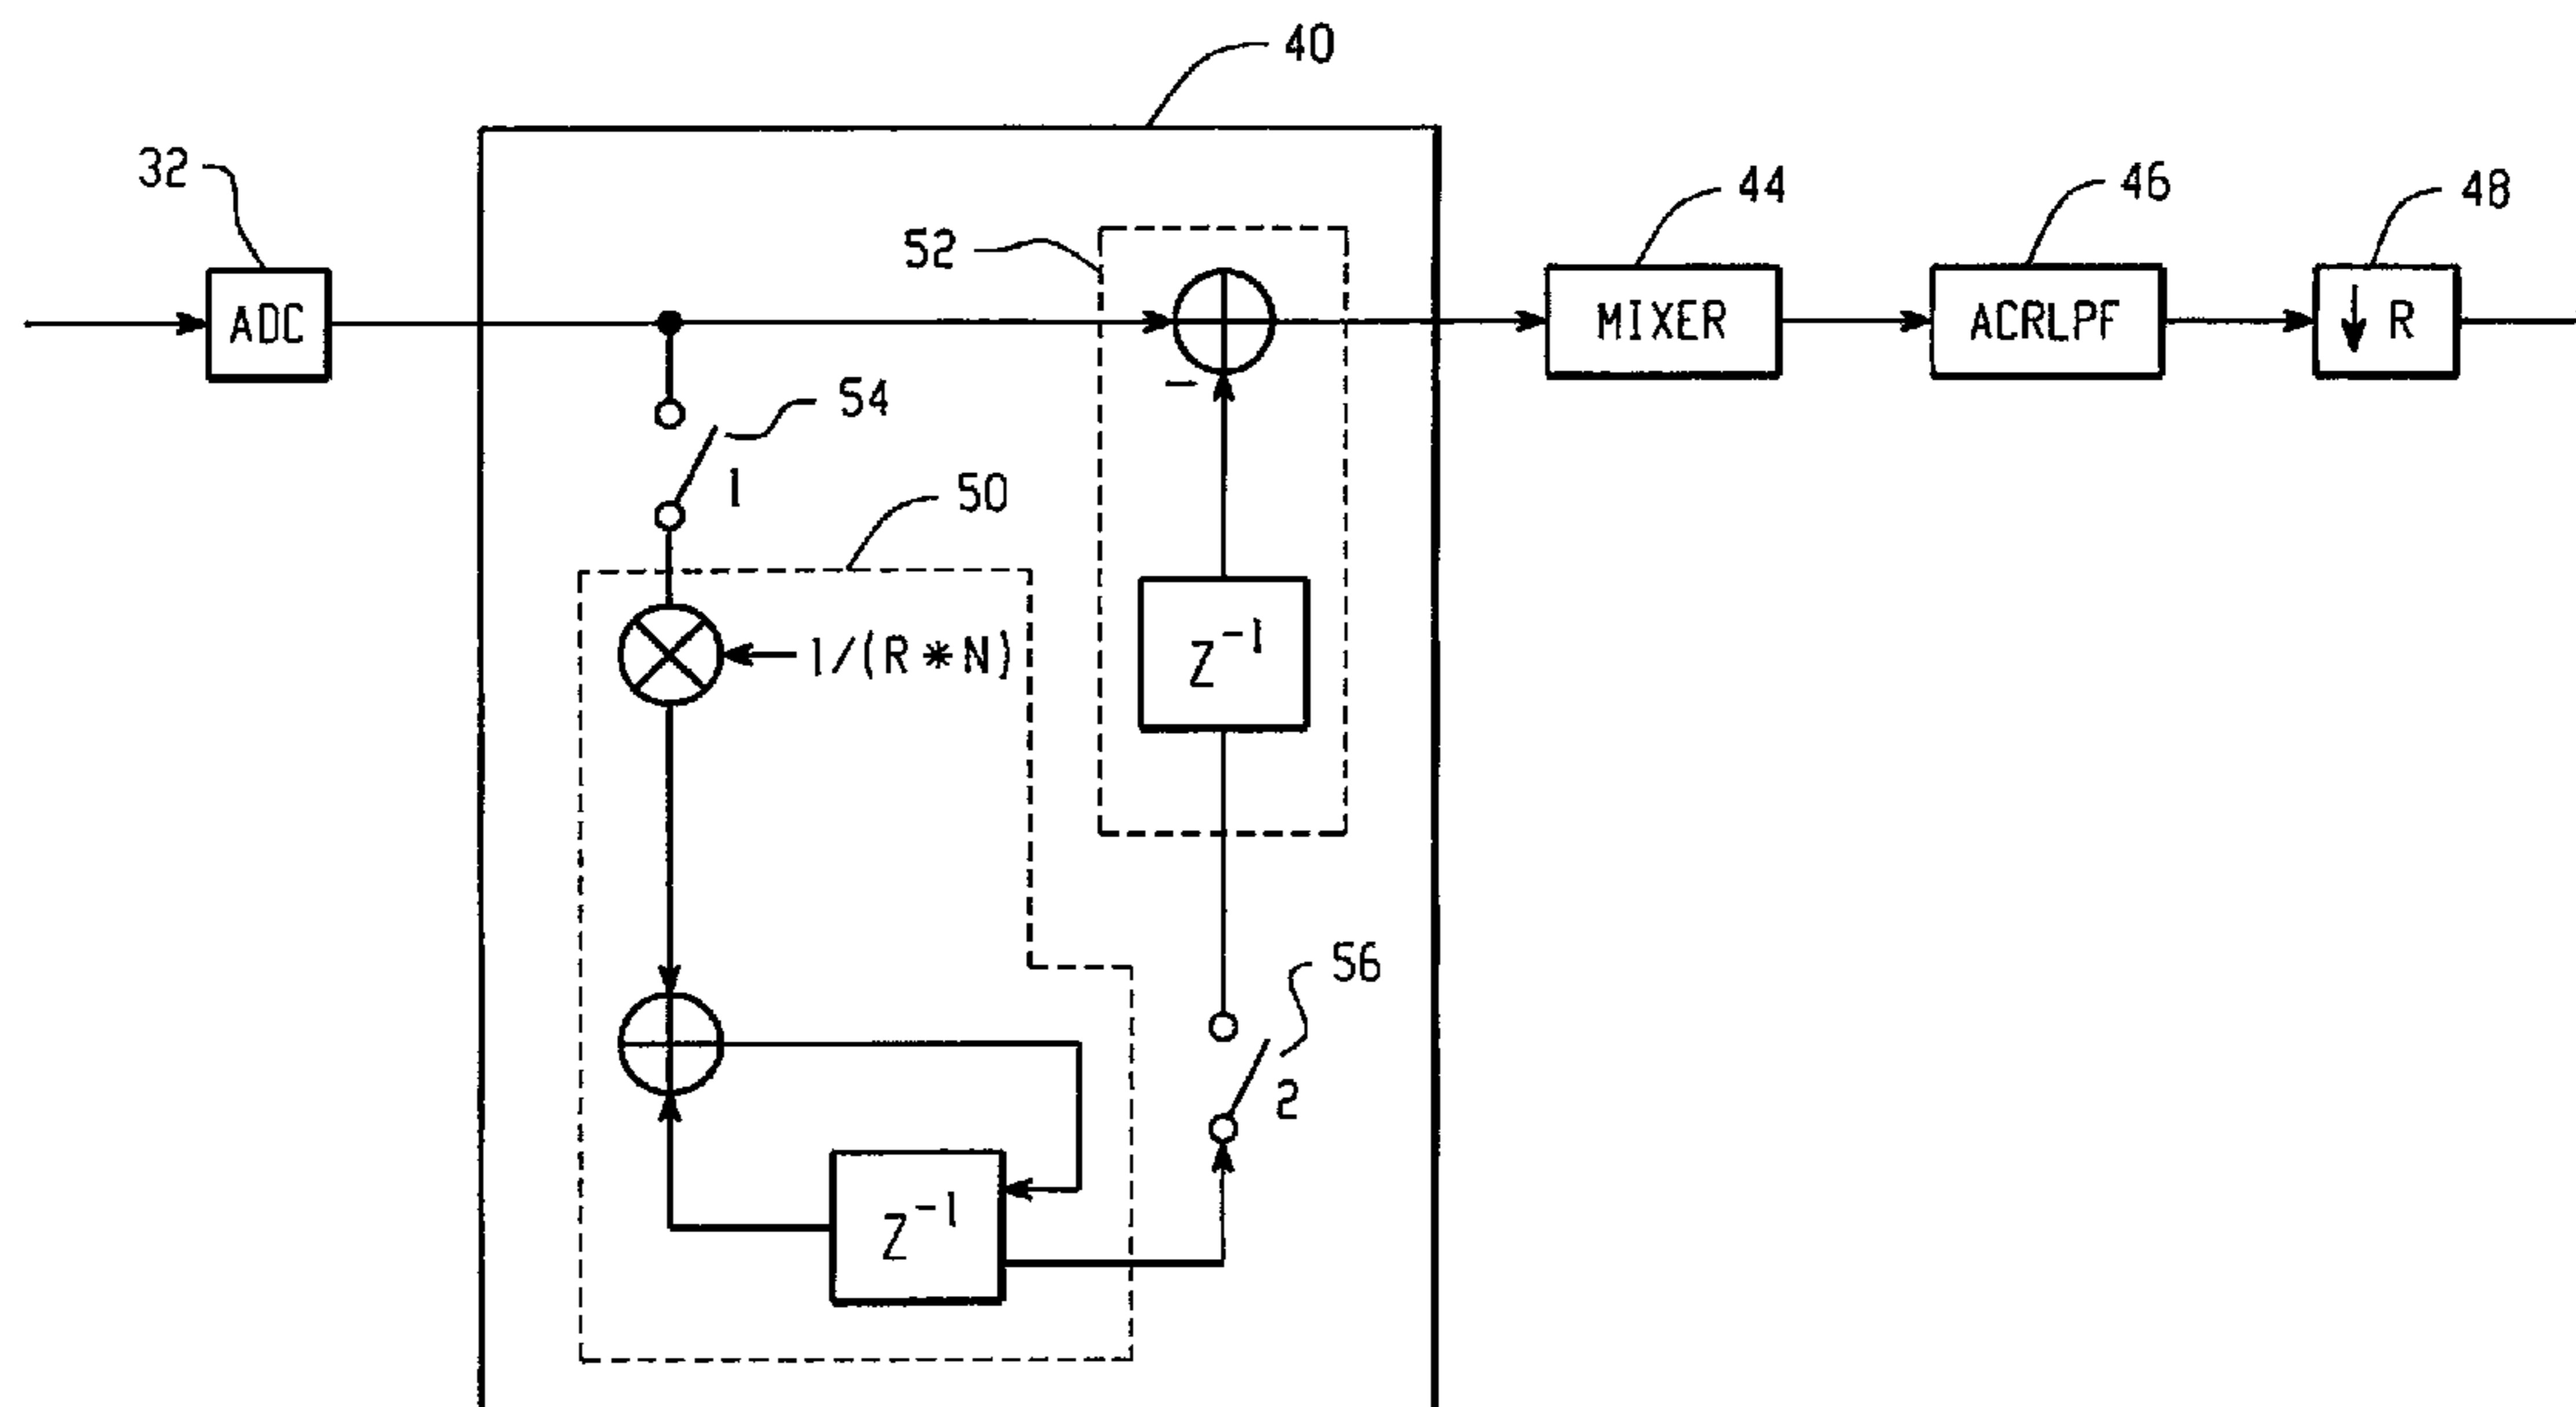 40
32
ADC
52
44
MIXER
46
ACRLPF
48
↓ R
−
54
1
50
1/(R*N)
Z⁻¹
56
2
Z⁻¹